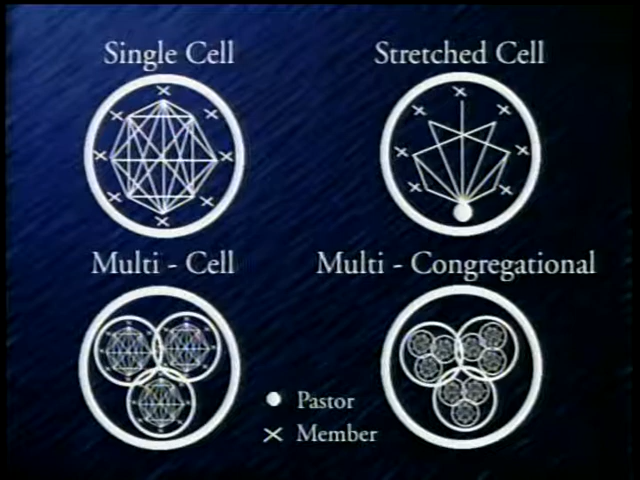 Single Cell
Stretched Cell
Multi - Cell
Multi - Congregational
Pastor
Member